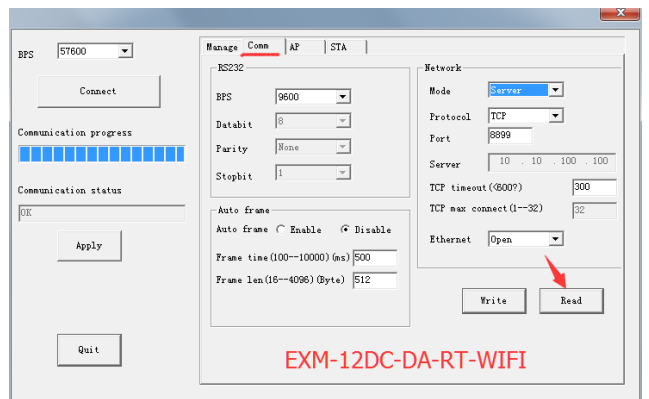 BPS 57600
Connect
Communication progress
Communication status
OK
Apply
Quit
Manage Comm AP STA
RS232
BPS 9600
Databit 8
Parity None
Stopbit 1
Auto frame
Auto frame Enable Disable
Frame time(100--10000)(ms) 500
Frame len(16--4096)(Byte) 512
Network
Mode Server
Protocol TCP
Port 8899
Server 10 . 10 . 100 . 100
TCP timeout(<600?) 300
TCP max connect(1--32) 32
Ethernet Open
Write Read
EXM-12DC-DA-RT-WIFI